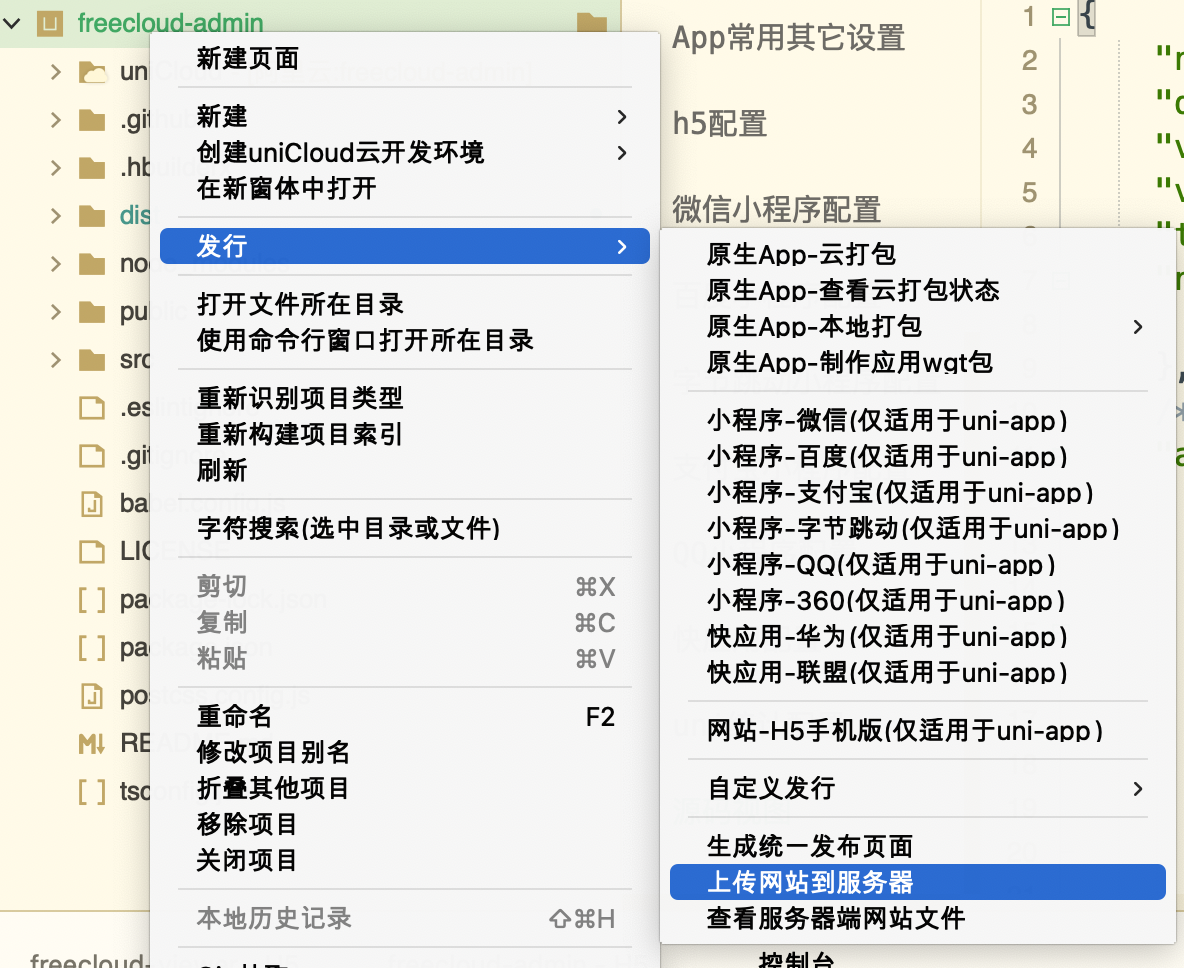 freecloud-admin
新建页面
新建
创建uniCloud云开发环境
在新窗体中打开
发行
打开文件所在目录
使用命令行窗口打开所在目录
重新识别项目类型
重新构建项目索引
刷新
字符搜索(选中目录或文件)
剪切 ⌘X
复制 ⌘C
粘贴 ⌘V
重命名 F2
修改项目别名
折叠其他项目
移除项目
关闭项目
本地历史记录 ⇧⌘H
App常用其它设置
h5配置
微信小程序配置
1 {
2
3
4
5
原生App-云打包
原生App-查看云打包状态
原生App-本地打包
原生App-制作应用wgt包
小程序-微信(仅适用于uni-app)
小程序-百度(仅适用于uni-app)
小程序-支付宝(仅适用于uni-app)
小程序-字节跳动(仅适用于uni-app)
小程序-QQ(仅适用于uni-app)
小程序-360(仅适用于uni-app)
快应用-华为(仅适用于uni-app)
快应用-联盟(仅适用于uni-app)
网站-H5手机版(仅适用于uni-app)
自定义发行
生成统一发布页面
上传网站到服务器
查看服务器端网站文件
控制台